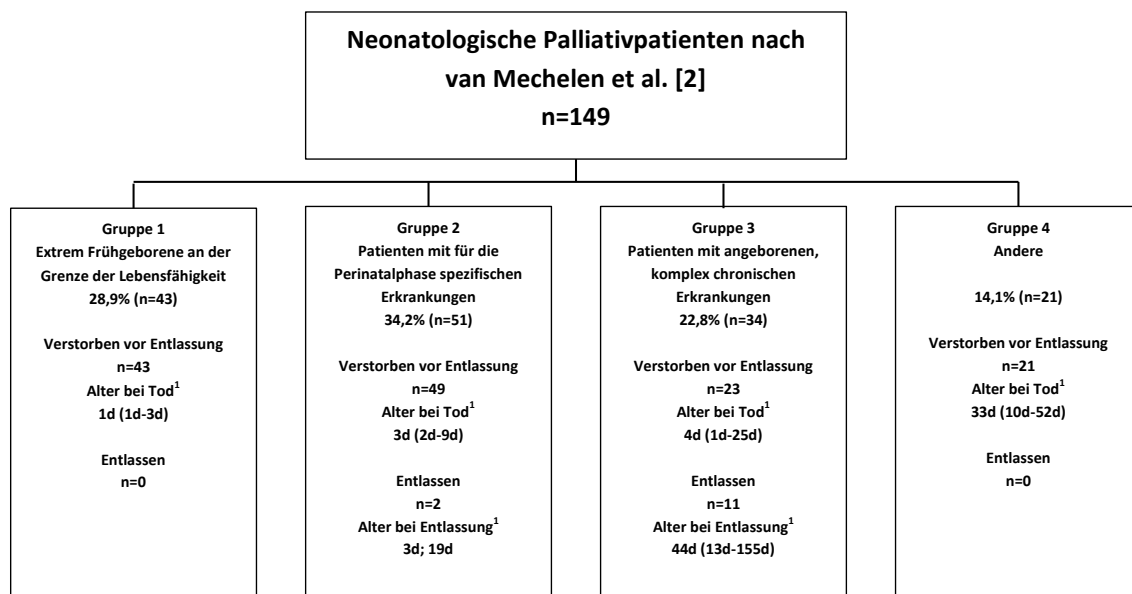 Neonatologische Palliativpatienten nach
van Mechelen et al. [2]
n=149
Gruppe 1
Extrem Frühgeborene an der
Grenze der Lebensfähigkeit
28,9% (n=43)
Verstorben vor Entlassung
n=43
Alter bei Tod¹
1d (1d-3d)
Entlassen
n=0
Gruppe 2
Patienten mit für die
Perinatalphase spezifischen
Erkrankungen
34,2% (n=51)
Verstorben vor Entlassung
n=49
Alter bei Tod¹
3d (2d-9d)
Entlassen
n=2
Alter bei Entlassung¹
3d; 19d
Gruppe 3
Patienten mit angeborenen,
komplex chronischen
Erkrankungen
22,8% (n=34)
Verstorben vor Entlassung
n=23
Alter bei Tod¹
4d (1d-25d)
Entlassen
n=11
Alter bei Entlassung¹
44d (13d-155d)
Gruppe 4
Andere
14,1% (n=21)
Verstorben vor Entlassung
n=21
Alter bei Tod¹
33d (10d-52d)
Entlassen
n=0